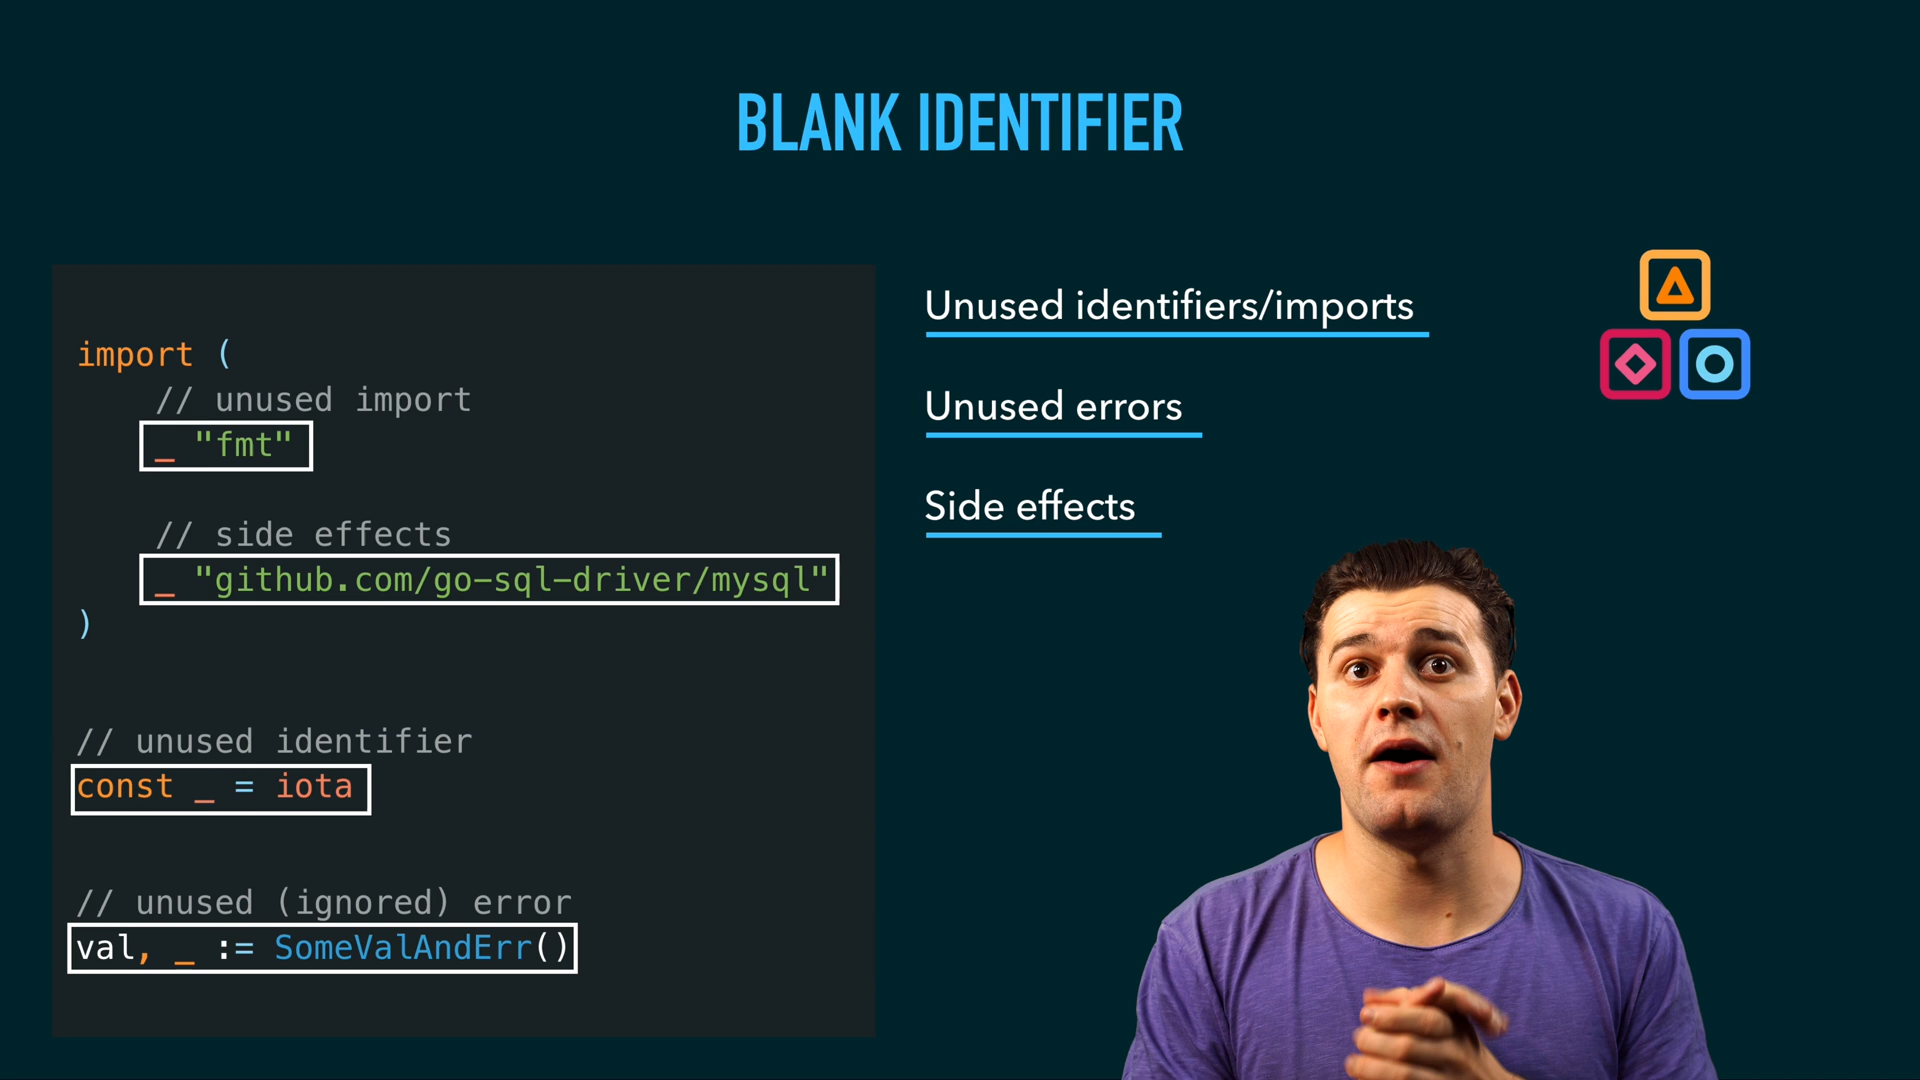 BLANK IDENTIFIER
import (
// unused import
_ "fmt"
// side effects
_ "github.com/go-sql-driver/mysql"
)
// unused identifier
const _ = iota
// unused (ignored) error
val, _ := SomeValAndErr()
Unused identifiers/imports
Unused errors
Side effects